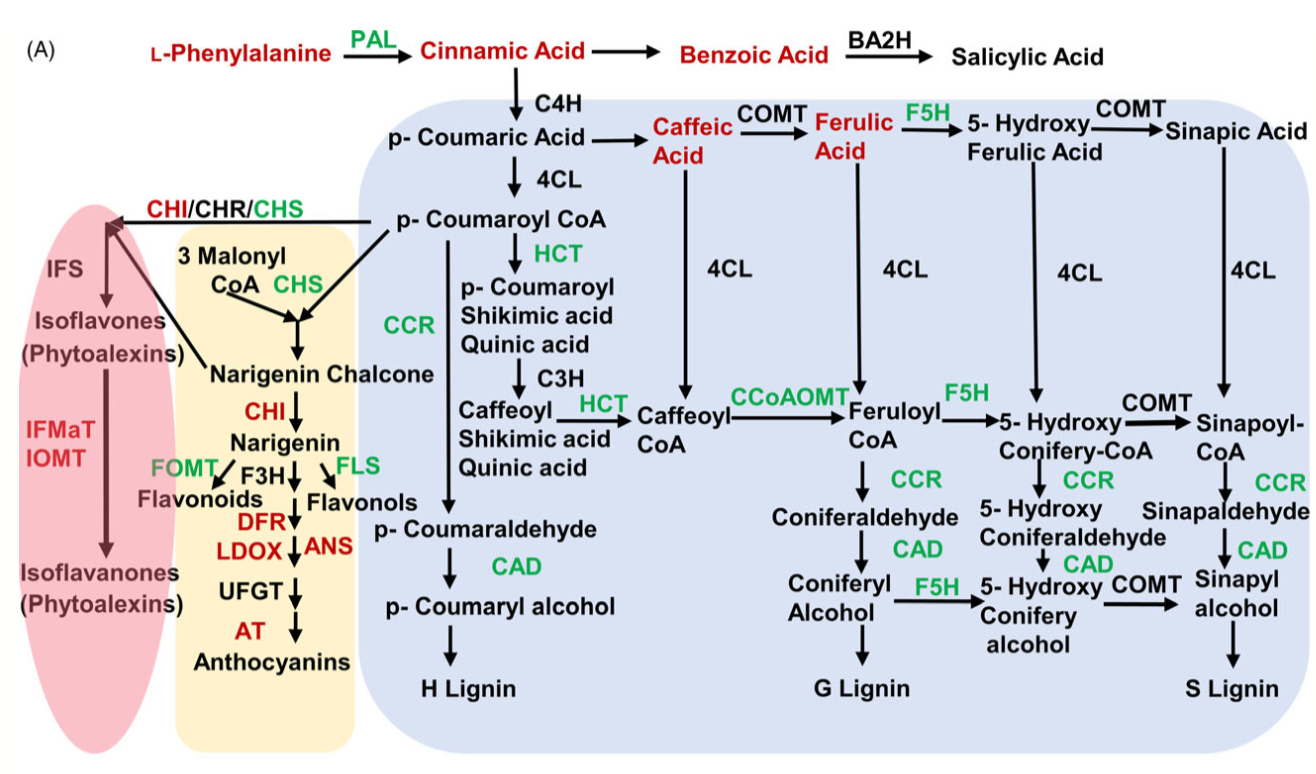 (A)
L-Phenylalanine
PAL
Cinnamic Acid
Benzoic Acid
BA2H
Salicylic Acid
C4H
p- Coumaric Acid
Caffeic
Acid
COMT
Ferulic
Acid
F5H
5- Hydroxy
Ferulic Acid
COMT
Sinapic Acid
4CL
CHI/CHR/CHS
p- Coumaroyl CoA
HCT
4CL
4CL
4CL
4CL
IFS
3 Malonyl
CoA
CHS
p- Coumaroyl
Shikimic acid
Quinic acid
CCR
Isoflavones
(Phytoalexins)
Narigenin Chalcone
C3H
CHI
Caffeoyl
Shikimic acid
Quinic acid
HCT
Caffeoyl
CoA
CCoAOMT
Feruloyl
CoA
F5H
5- Hydroxy
Conifery-CoA
COMT
Sinapoyl-
CoA
IFMaT
IOMT
Narigenin
FOMT
F3H
FLS
Flavonoids
Flavonols
CCR
CCR
CCR
DFR
LDOX
ANS
p- Coumaraldehyde
Coniferaldehyde
5- Hydroxy
Coniferaldehyde
Sinapaldehyde
CAD
CAD
CAD
CAD
Isoflavanones
(Phytoalexins)
UFGT
AT
Anthocyanins
p- Coumaryl alcohol
Coniferyl
Alcohol
F5H
5- Hydroxy
Conifery
alcohol
COMT
Sinapyl
alcohol
H Lignin
G Lignin
S Lignin